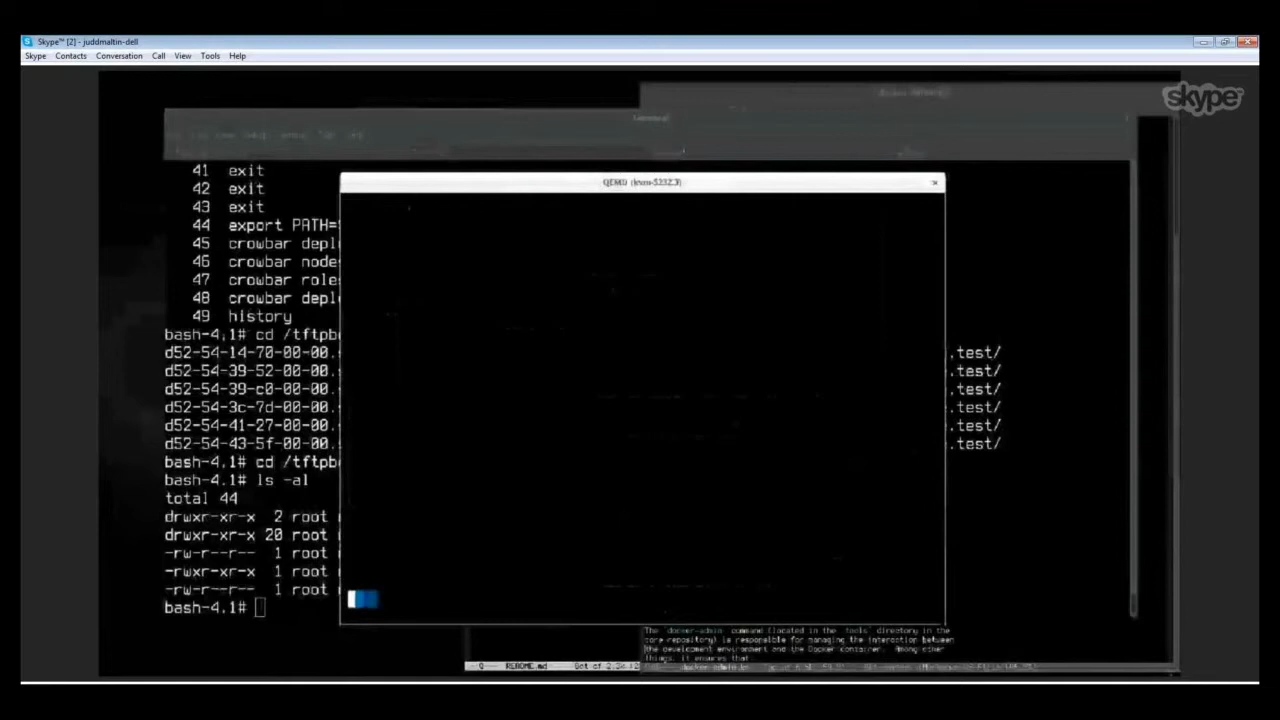 Skype™ [2] - juddmaltin-dell
Skype Contacts Conversation Call View Tools Help
skype
41 exit
42 exit
43 exit
44 export PATH=
45 crowbar depl
46 crowbar node
47 crowbar role
48 crowbar depl
49 history
bash-4.1# cd /tftpb
d52-54-14-70-00-00. .test/
d52-54-39-52-00-00. .test/
d52-54-39-c0-00-00. .test/
d52-54-3c-7d-00-00. .test/
d52-54-41-27-00-00. .test/
d52-54-43-5f-00-00. .test/
bash-4.1# cd /tftpb
bash-4.1# ls -al
total 44
drwxr-xr-x 2 root
drwxr-xr-x 20 root
-rw-r--r-- 1 root
-rwxr-xr-x 1 root
-rw-r--r-- 1 root
bash-4.1#
QEMU
The `docker-admin` command (located in the `tools` directory in the
core repository) is responsible for managing the interaction between
the development environment and the Docker container. Among other
things, it ensures that
README.md